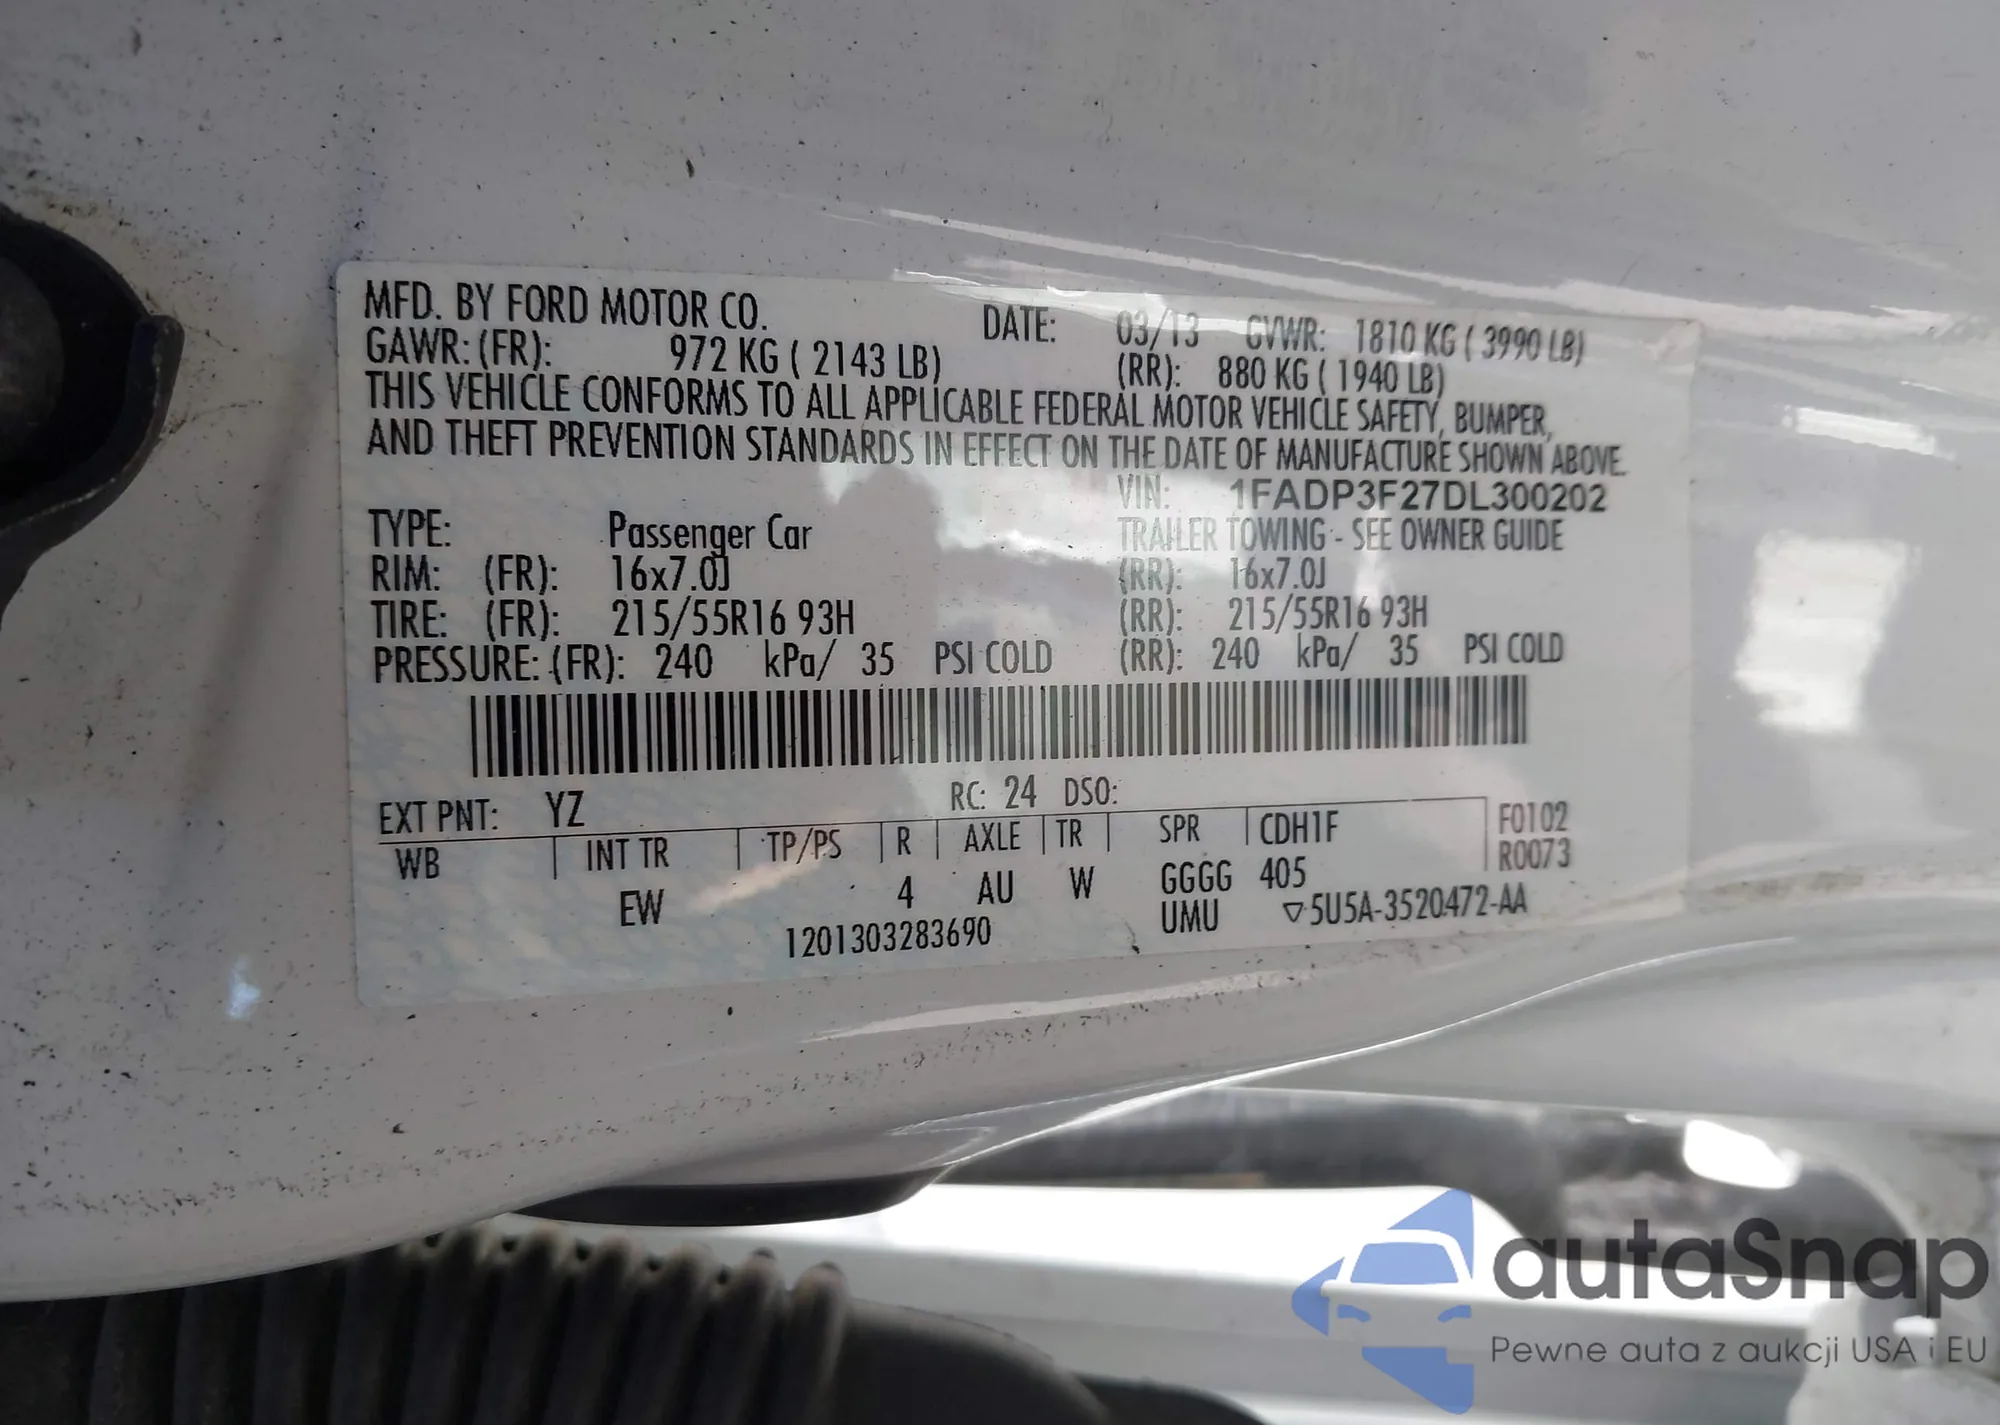 MFD. BY FORD MOTOR CO. DATE: 03/13 GVWR: 1810 KG ( 3990 LB)
GAWR: (FR): 972 KG ( 2143 LB) (RR): 880 KG ( 1940 LB)
THIS VEHICLE CONFORMS TO ALL APPLICABLE FEDERAL MOTOR VEHICLE SAFETY, BUMPER,
AND THEFT PREVENTION STANDARDS IN EFFECT ON THE DATE OF MANUFACTURE SHOWN ABOVE.
VIN: 1FADP3F27DL300202
TYPE: Passenger Car TRAILER TOWING - SEE OWNER GUIDE
RIM: (FR): 16x7.0J (RR): 16x7.0J
TIRE: (FR): 215/55R16 93H (RR): 215/55R16 93H
PRESSURE: (FR): 240 kPa/ 35 PSI COLD (RR): 240 kPa/ 35 PSI COLD
RC: 24 DSO:
EXT PNT: YZ
WB INT TR TP/PS R AXLE TR SPR CDH1F F0102
R0073
EW 4 AU W GGGG 405
UMU ▽5U5A-3520472-AA
1201303283690
autaSnap
Pewne auta z aukcji USA i EU